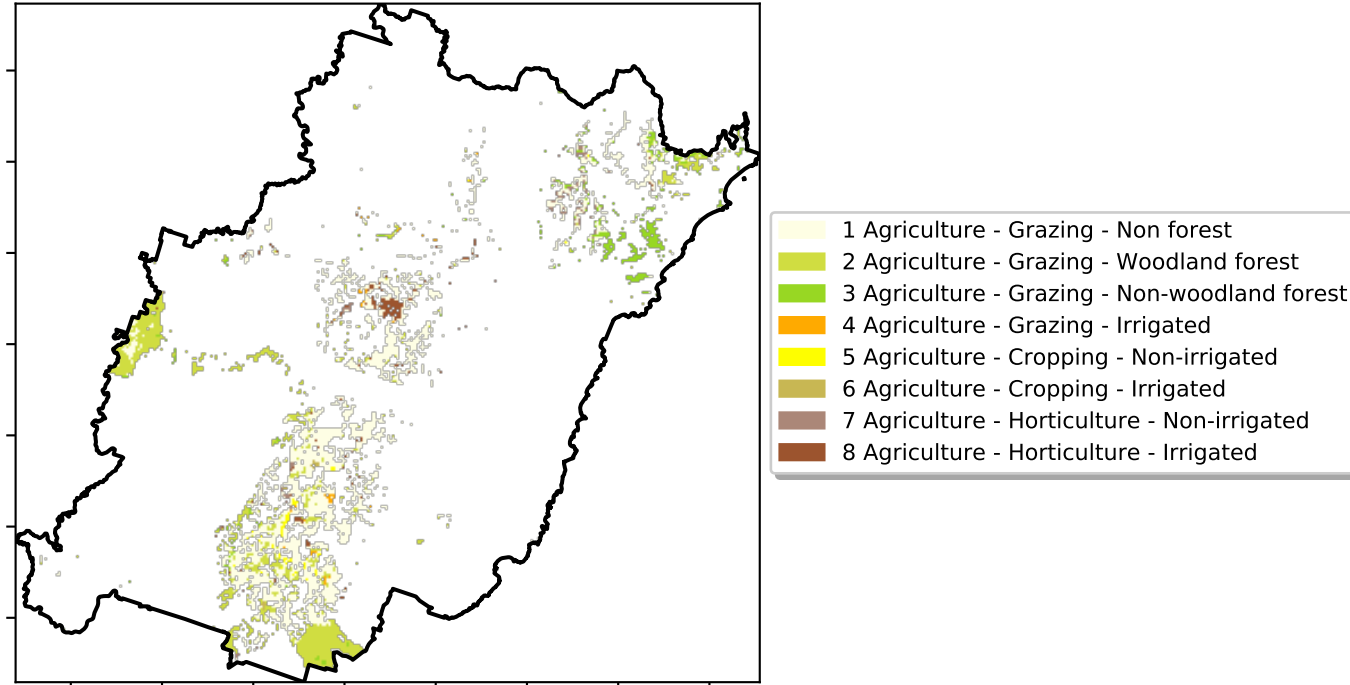 1 Agriculture - Grazing - Non forest
2 Agriculture - Grazing - Woodland forest
3 Agriculture - Grazing - Non-woodland forest
4 Agriculture - Grazing - Irrigated
5 Agriculture - Cropping - Non-irrigated
6 Agriculture - Cropping - Irrigated
7 Agriculture - Horticulture - Non-irrigated
8 Agriculture - Horticulture - Irrigated